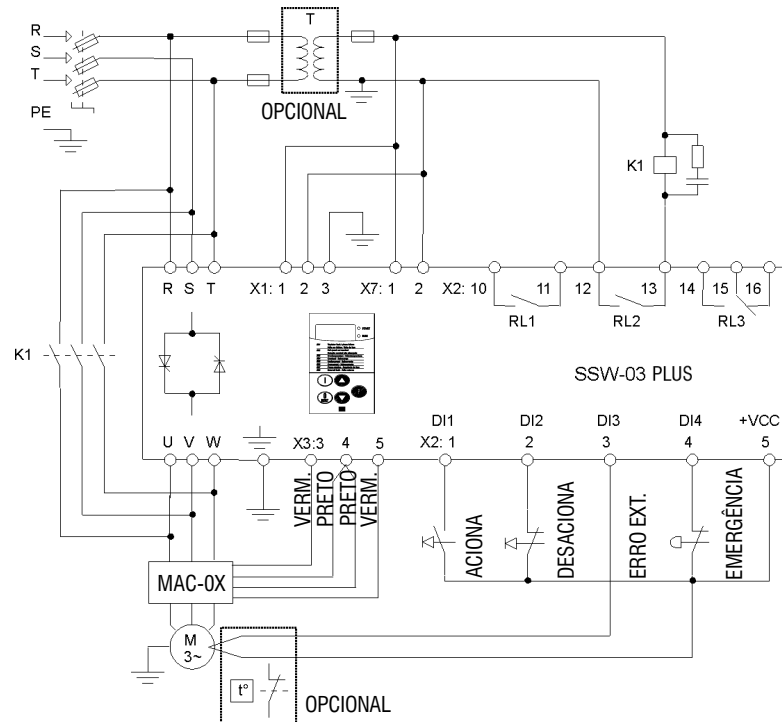 T
R
S
T
PE
OPCIONAL
K1
R S T X1: 1 2 3 X7: 1 2 X2: 10 11 12 13 14 15 16
RL1 RL2 RL3
K1
SSW-03 PLUS
DI1 DI2 DI3 DI4 +VCC
U V W X3:3 4 5 X2: 1 2 3 4 5
VERM.
PRETO
PRETO
VERM.
ACIONA
DESACIONA
ERRO EXT.
EMERGÊNCIA
MAC-0X
M
3~
t°
OPCIONAL